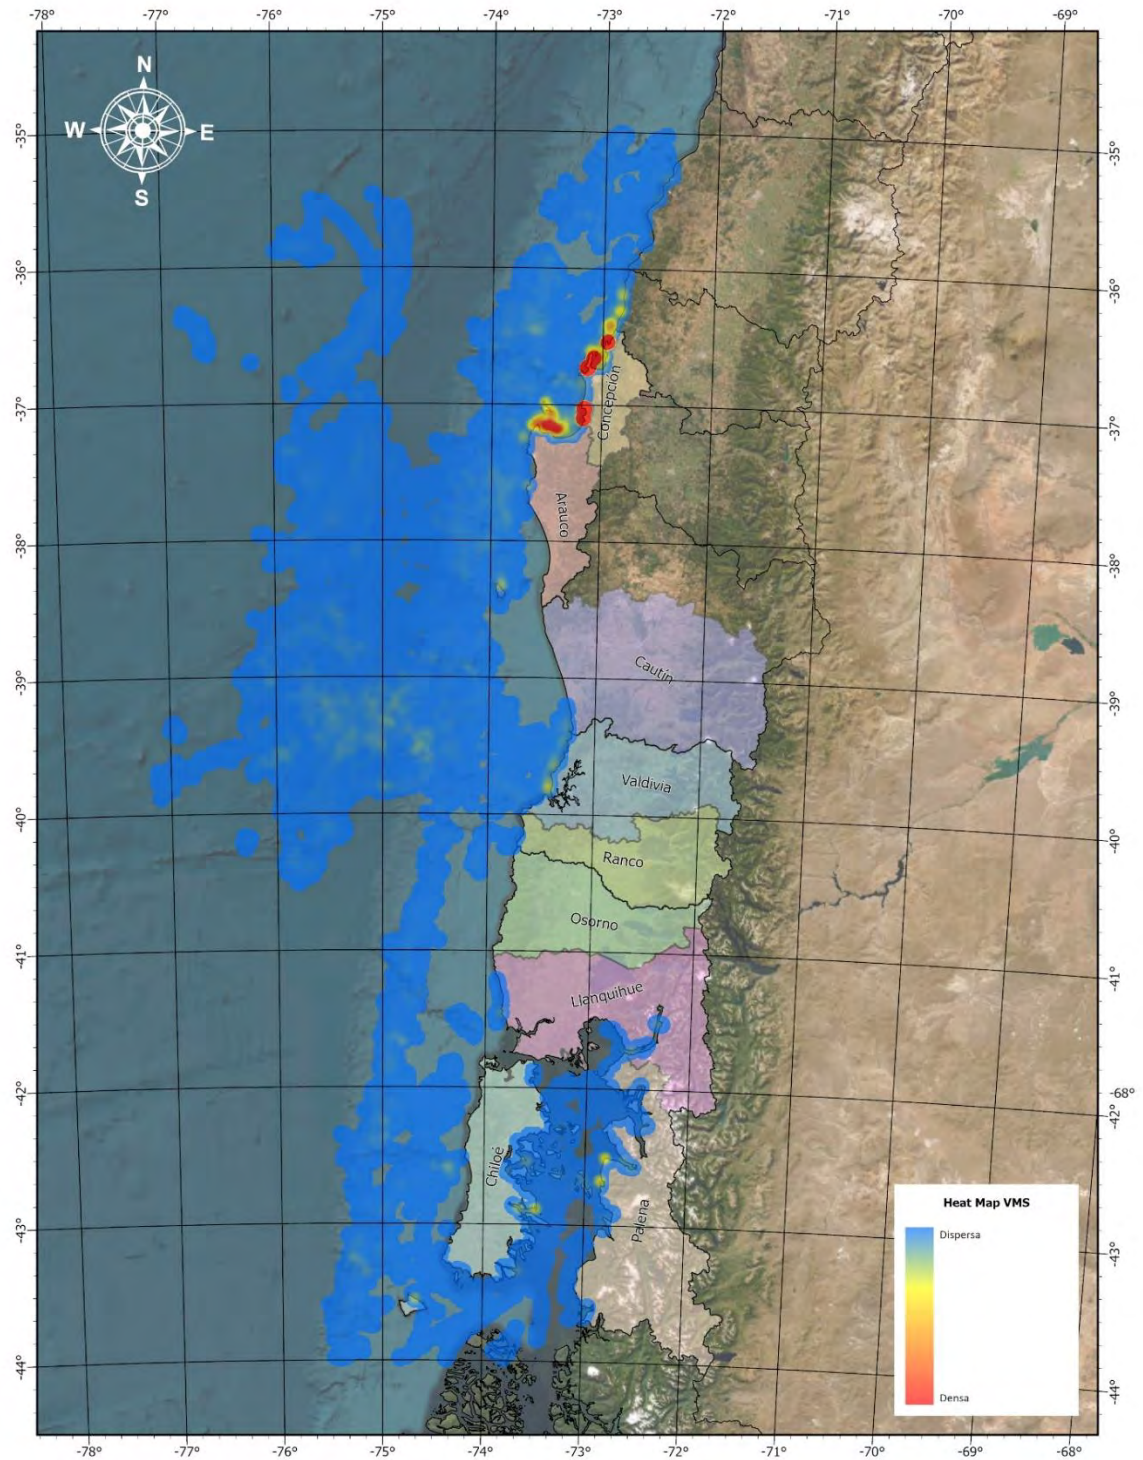 -78° -77° -76° -75° -74° -73° -72° -71° -70° -69°
N
W E
S
-35° -35°
-36° -36°
Concepción
-37° -37°
Arauco
-38° -38°
Cautín
-39° -39°
Valdivia
-40° -40°
Ranco
Osorno
-41° -41°
Llanquihue
-42° -68°
-42°
Chiloé
Palena
-43° -43°
Heat Map VMS
Dispersa
Densa
-44° -44°
-78° -77° -76° -75° -74° -73° -72° -71° -70° -69° -68°